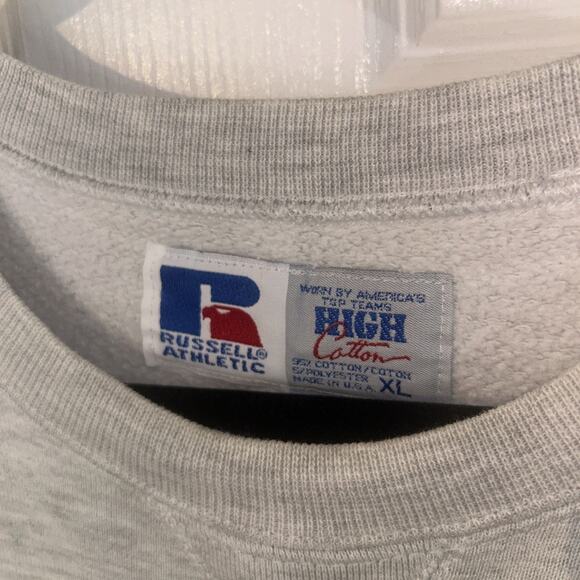 RUSSELL®
ATHLETIC
WORN BY AMERICA'S
TOP TEAMS
HIGH
Cotton
95% COTTON/COTON
5/POLYESTER
MADE IN U.S.A. XL